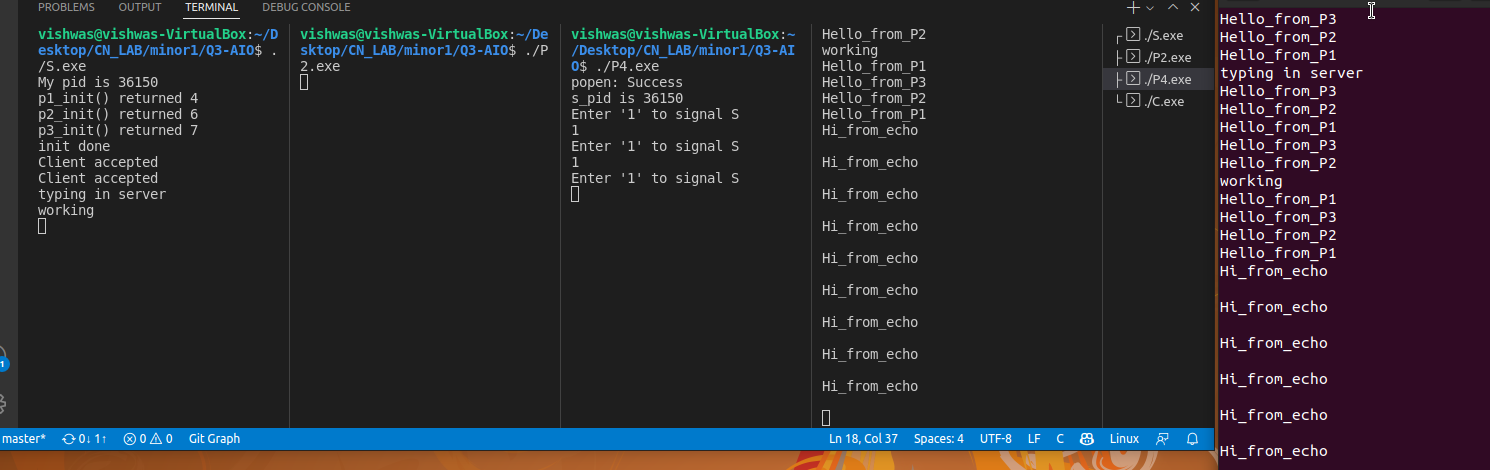 PROBLEMS OUTPUT TERMINAL DEBUG CONSOLE
vishwas@vishwas-VirtualBox:~/D
esktop/CN_LAB/minor1/Q3-AIO$ .
/S.exe
My pid is 36150
p1_init() returned 4
p2_init() returned 6
p3_init() returned 7
init done
Client accepted
Client accepted
typing in server
working
vishwas@vishwas-VirtualBox:~/De
sktop/CN_LAB/minor1/Q3-AIO$ ./P
2.exe
vishwas@vishwas-VirtualBox:~
/Desktop/CN_LAB/minor1/Q3-AI
O$ ./P4.exe
popen: Success
s_pid is 36150
Enter '1' to signal S
1
Enter '1' to signal S
1
Enter '1' to signal S
Hello_from_P2
working
Hello_from_P1
Hello_from_P3
Hello_from_P2
Hello_from_P1
Hi_from_echo
Hi_from_echo
Hi_from_echo
Hi_from_echo
Hi_from_echo
Hi_from_echo
Hi_from_echo
Hi_from_echo
Hi_from_echo
./S.exe
./P2.exe
./P4.exe
./C.exe
Hello_from_P3
Hello_from_P2
Hello_from_P1
typing in server
Hello_from_P3
Hello_from_P2
Hello_from_P1
Hello_from_P3
Hello_from_P2
working
Hello_from_P1
Hello_from_P3
Hello_from_P2
Hello_from_P1
Hi_from_echo
Hi_from_echo
Hi_from_echo
Hi_from_echo
Hi_from_echo
Hi_from_echo
1
master* 0↓ 1↑ 0 0 Git Graph Ln 18, Col 37 Spaces: 4 UTF-8 LF C Linux